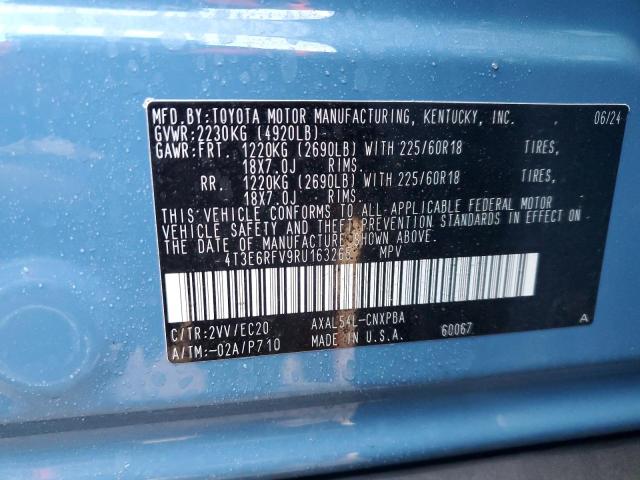 MFD.BY:TOYOTA MOTOR MANUFACTURING, KENTUCKY, INC. 06/24
GVWR:2230KG (4920LB)
GAWR:FRT. 1220KG (2690LB) WITH 225/60R18 TIRES,
18X7.0J RIMS.
RR. 1220KG (2690LB) WITH 225/60R18 TIRES,
18X7.0J RIMS.
THIS VEHICLE CONFORMS TO ALL APPLICABLE FEDERAL MOTOR
VEHICLE SAFETY AND THEFT PREVENTION STANDARDS IN EFFECT ON
THE DATE OF MANUFACTURE SHOWN ABOVE.
MPV
C/TR:2VV/EC20 AXAL54L-CNXPBA
A/TM:-02A/P710 MADE IN U.S.A. 60067 A